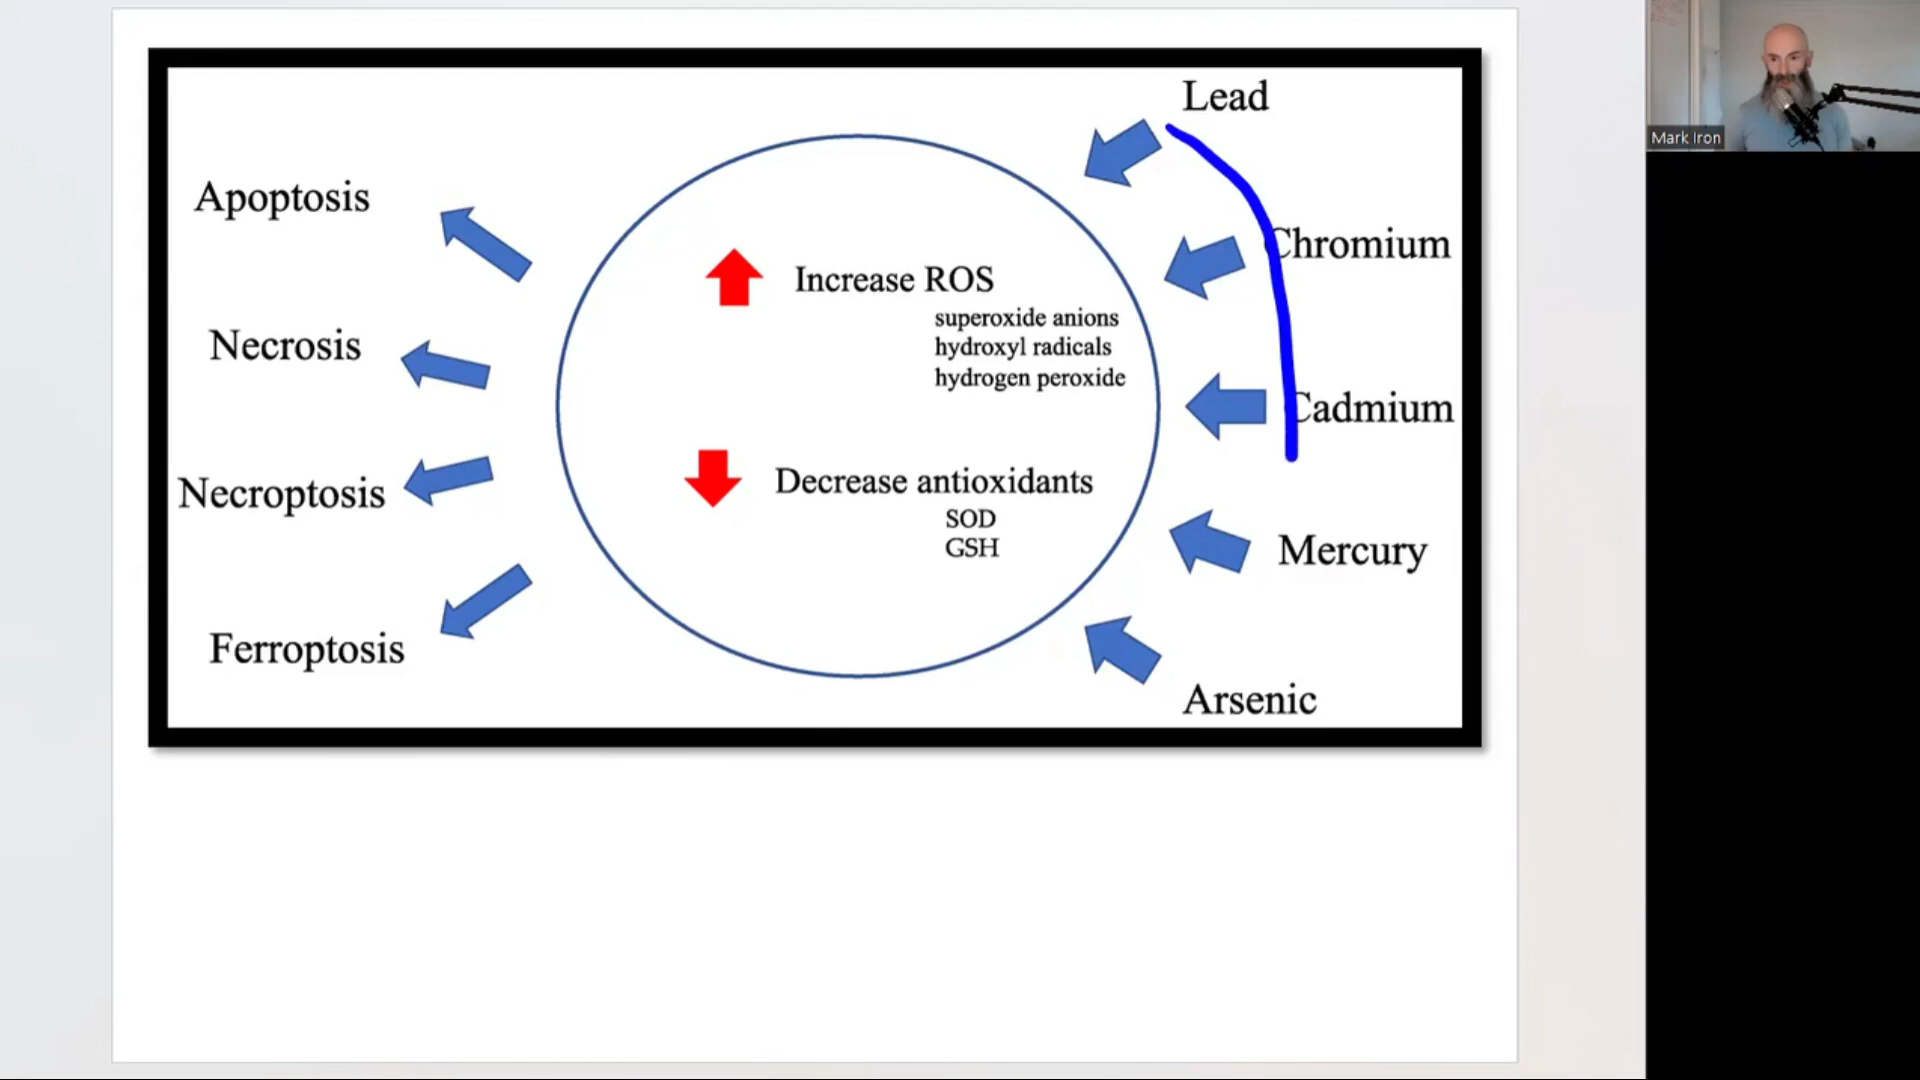 Lead
Chromium
Cadmium
Mercury
Arsenic
Increase ROS
superoxide anions
hydroxyl radicals
hydrogen peroxide
Decrease antioxidants
SOD
GSH
Apoptosis
Necrosis
Necroptosis
Ferroptosis
Mark Iron